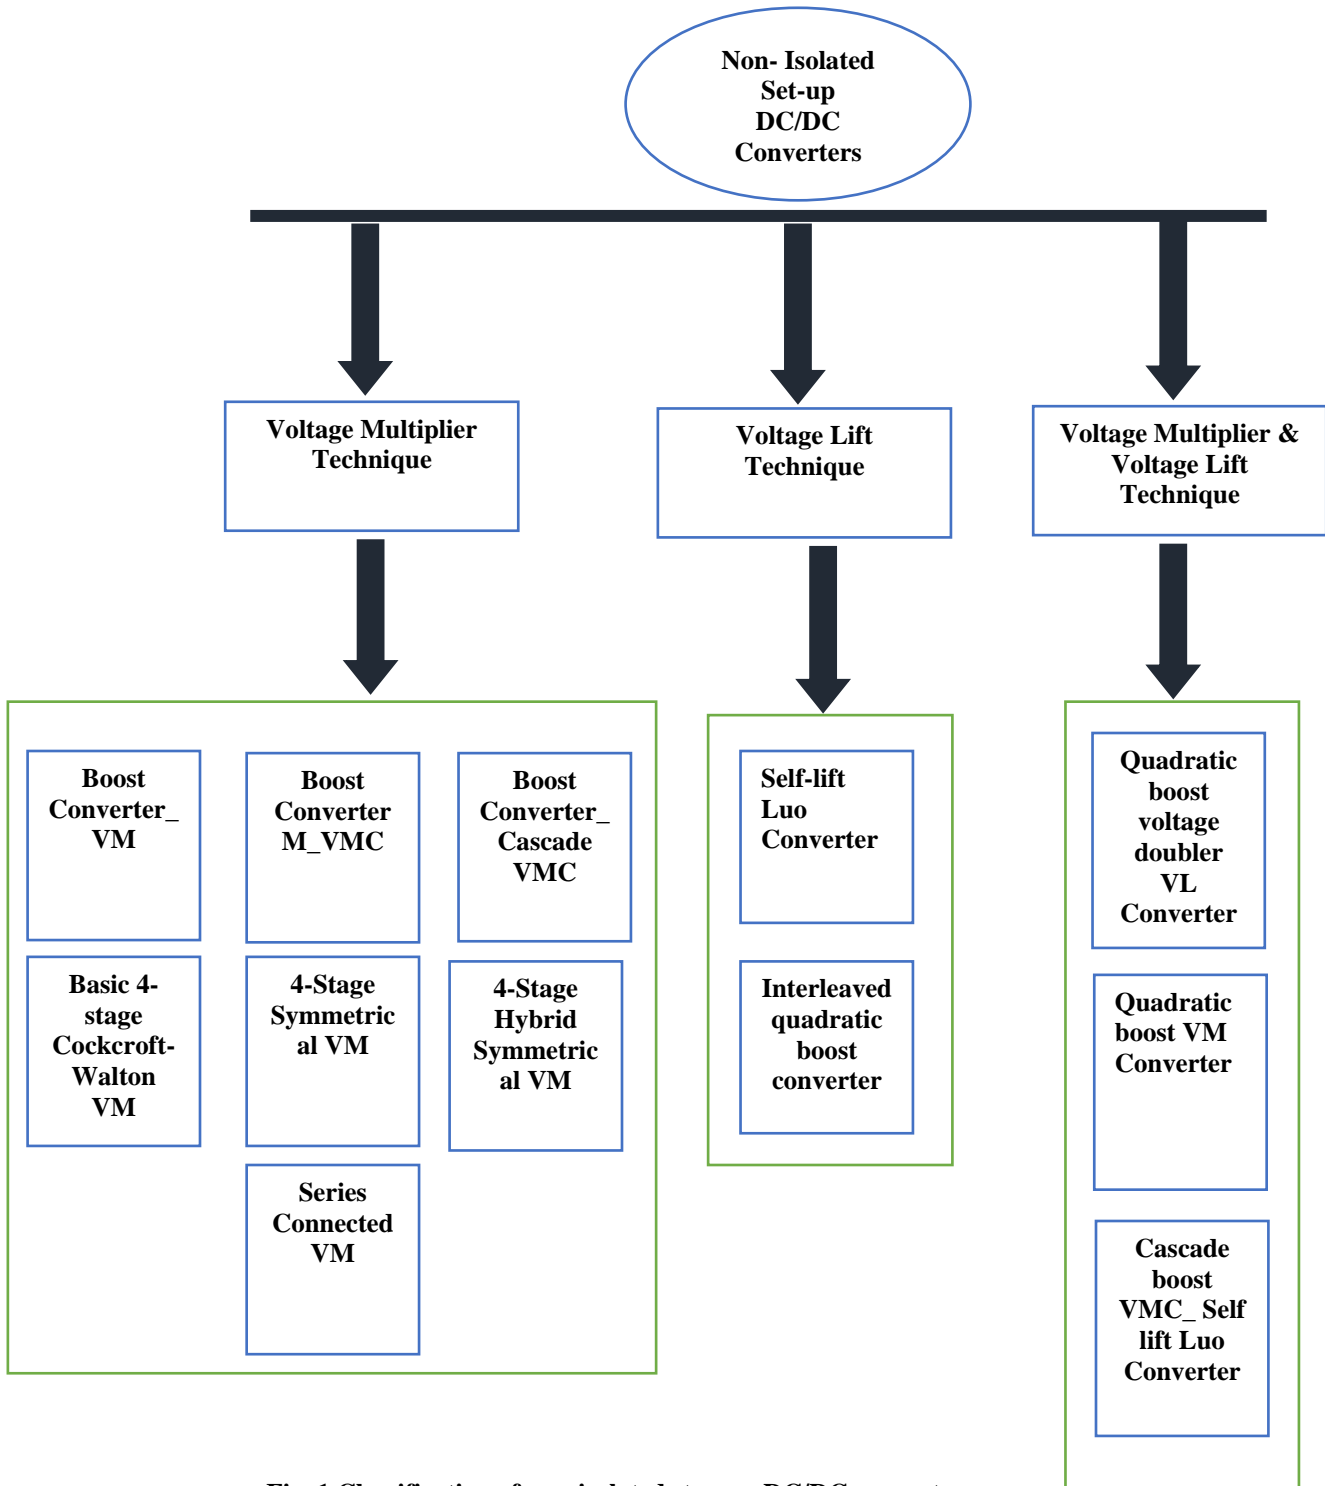 Non- Isolated
Set-up
DC/DC
Converters
Voltage Multiplier
Technique
Voltage Lift
Technique
Voltage Multiplier &
Voltage Lift
Technique
Boost
Converter_
VM
Boost
Converter
M_VMC
Boost
Converter_
Cascade
VMC
Basic 4-
stage
Cockcroft-
Walton
VM
4-Stage
Symmetric
al VM
4-Stage
Hybrid
Symmetric
al VM
Series
Connected
VM
Self-lift
Luo
Converter
Interleaved
quadratic
boost
converter
Quadratic
boost
voltage
doubler
VL
Converter
Quadratic
boost VM
Converter
Cascade
boost
VMC_ Self
lift Luo
Converter